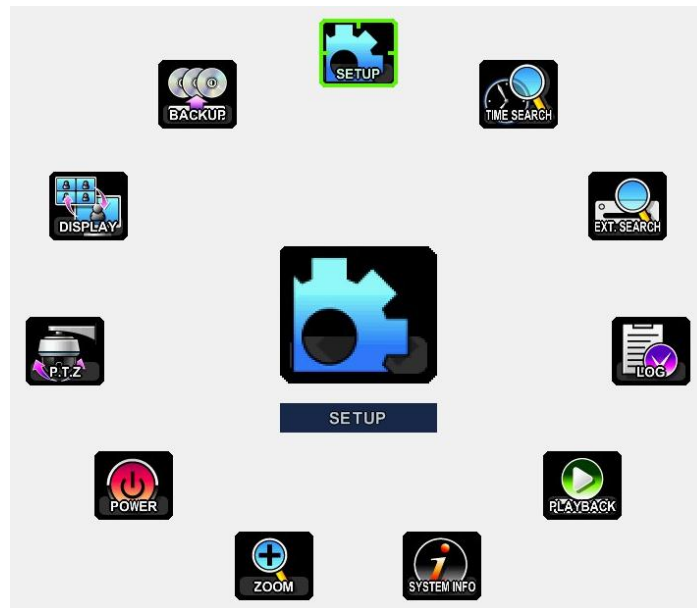 SETUP
BACKUP
TIME SEARCH
DISPLAY
EXT. SEARCH
P.T.Z
LOG
SETUP
POWER
PLAYBACK
ZOOM
SYSTEM INFO